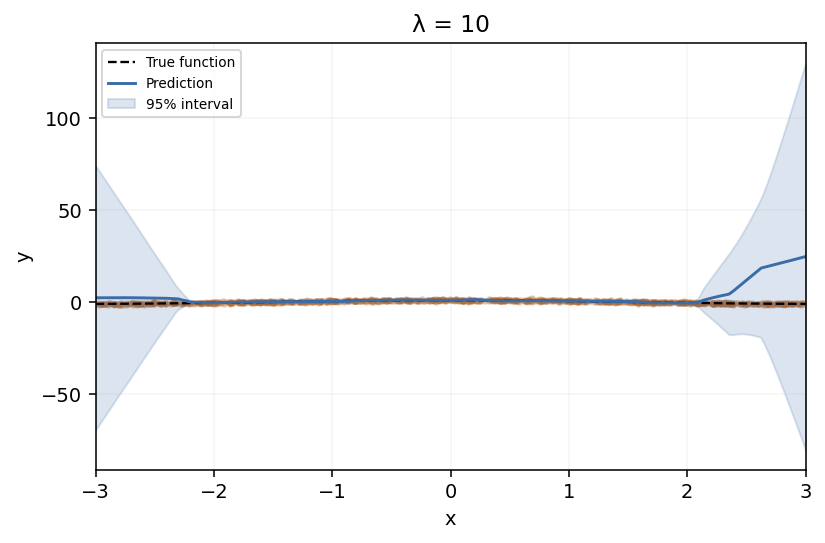 λ = 10
True function
Prediction
95% interval
100
50
0
−50
y
−3 −2 −1 0 1 2 3
x